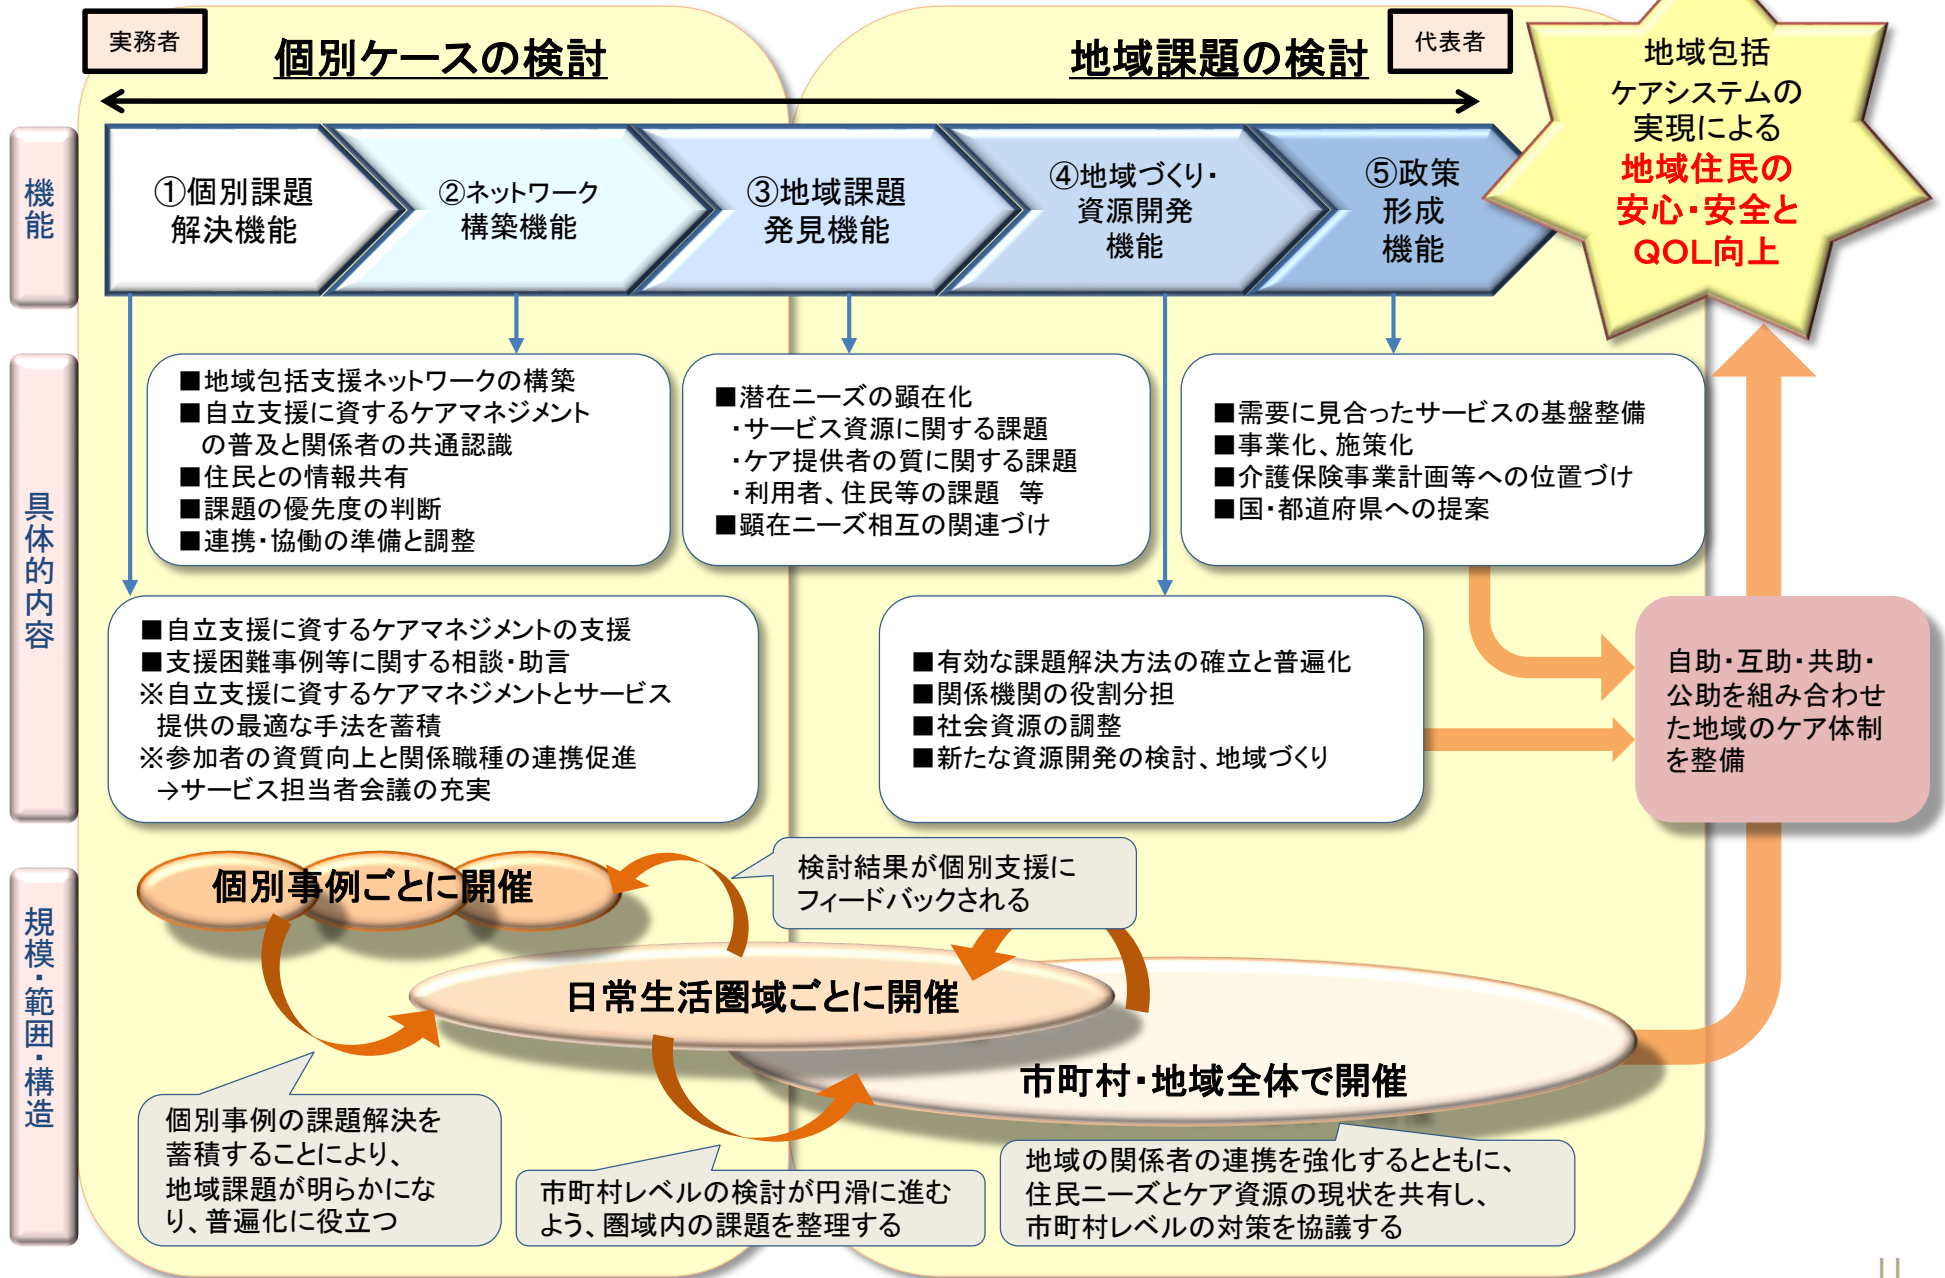 実務者
個別ケースの検討
地域課題の検討
代表者
地域包括
ケアシステムの
実現による
地域住民の
安心・安全と
QOL向上
機能
①個別課題
解決機能
②ネットワーク
構築機能
③地域課題
発見機能
④地域づくり・
資源開発
機能
⑤政策
形成
機能
具体的内容
■地域包括支援ネットワークの構築
■自立支援に資するケアマネジメント
の普及と関係者の共通認識
■住民との情報共有
■課題の優先度の判断
■連携・協働の準備と調整
■潜在ニーズの顕在化
・サービス資源に関する課題
・ケア提供者の質に関する課題
・利用者、住民等の課題　等
■顕在ニーズ相互の関連づけ
■需要に見合ったサービスの基盤整備
■事業化、施策化
■介護保険事業計画等への位置づけ
■国・都道府県への提案
■自立支援に資するケアマネジメントの支援
■支援困難事例等に関する相談・助言
※自立支援に資するケアマネジメントとサービス
提供の最適な手法を蓄積
※参加者の資質向上と関係職種の連携促進
→サービス担当者会議の充実
■有効な課題解決方法の確立と普遍化
■関係機関の役割分担
■社会資源の調整
■新たな資源開発の検討、地域づくり
自助・互助・共助・
公助を組み合わせ
た地域のケア体制
を整備
規模・範囲・構造
個別事例ごとに開催
検討結果が個別支援に
フィードバックされる
日常生活圏域ごとに開催
市町村・地域全体で開催
個別事例の課題解決を
蓄積することにより、
地域課題が明らかにな
り、普遍化に役立つ
市町村レベルの検討が円滑に進む
よう、圏域内の課題を整理する
地域の関係者の連携を強化するとともに、
住民ニーズとケア資源の現状を共有し、
市町村レベルの対策を協議する